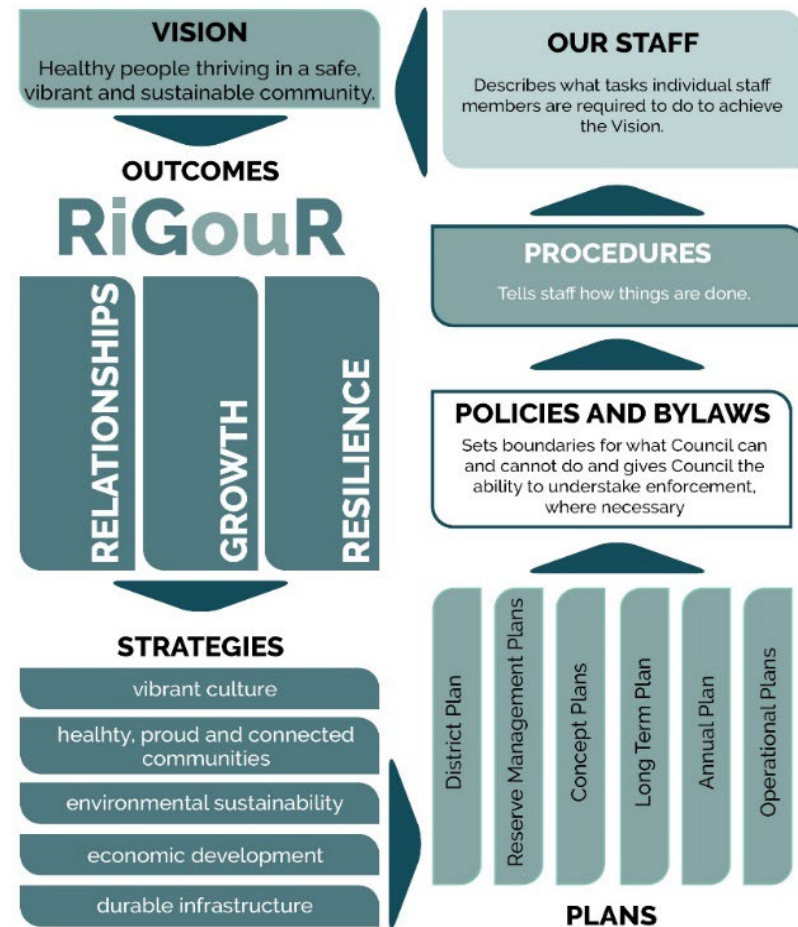 VISION
Healthy people thriving in a safe,
vibrant and sustainable community.
OUTCOMES
RiGouR
RELATIONSHIPS
GROWTH
RESILIENCE
STRATEGIES
vibrant culture
healhty, proud and connected
communities
environmental sustainability
economic development
durable infrastructure
District Plan
Reserve Management Plans
Concept Plans
Long Term Plan
Annual Plan
Operational Plans
PLANS
POLICIES AND BYLAWS
Sets boundaries for what Council can
and cannot do and gives Council the
ability to understake enforcement,
where necessary
PROCEDURES
Tells staff how things are done.
OUR STAFF
Describes what tasks individual staff
members are required to do to achieve
the Vision.